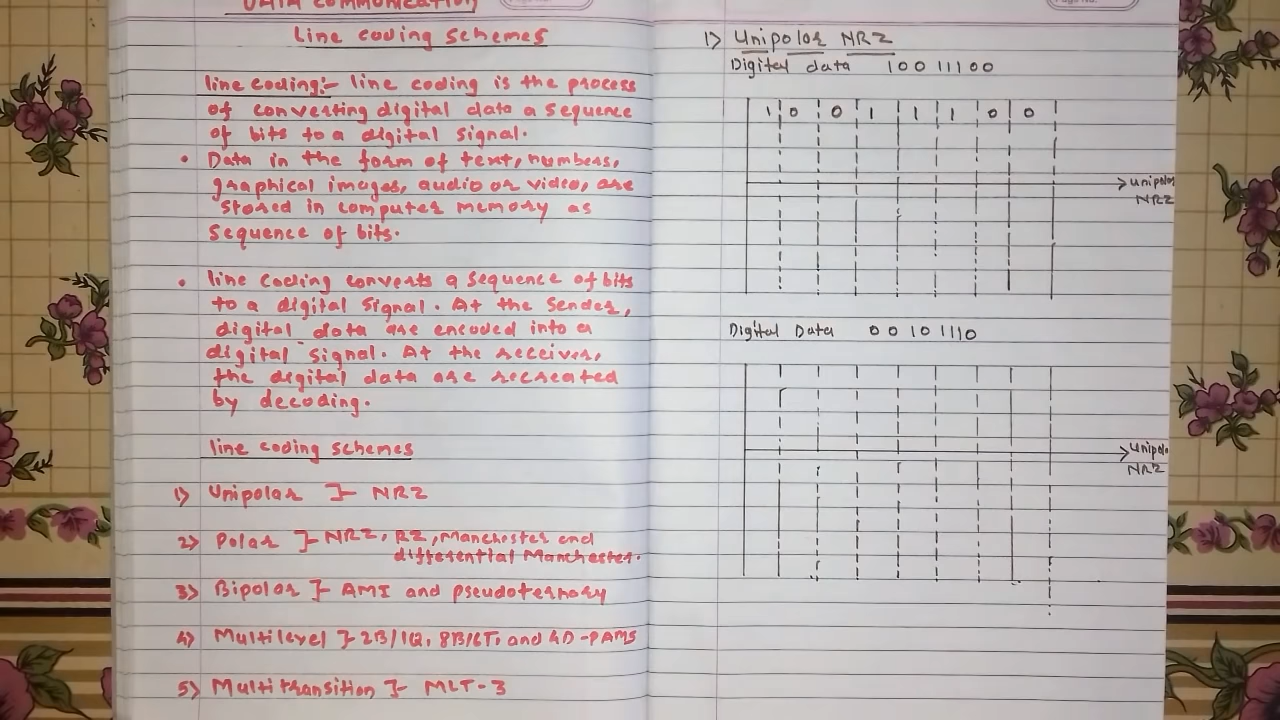 DATA COMMUNICATION
Line coding schemes
line coding:- line coding is the process
of converting digital data a sequence
of bits to a digital signal.
• Data in the form of text, numbers,
graphical images, audio or video, are
stored in computer memory as
sequence of bits.
• line coding converts a sequence of bits
to a digital signal. At the sender,
digital data are encoded into a
digital signal. At the receiver,
the digital data are recreated
by decoding.
line coding schemes
1) Unipolar }- NRZ
2) Polar }- NRZ, RZ, Manchester and
differential Manchester.
3) Bipolar }- AMI and pseudoternary
4) Multilevel }- 2B/1Q, 8B/6T, and 4D-PAM5
5) Multitransition }- MLT-3
1) Unipolar NRZ
Digital data 10011100
1 0 0 1 1 1 0 0
unipolar
NRZ
Digital Data 00101110
Unipola
NRZ